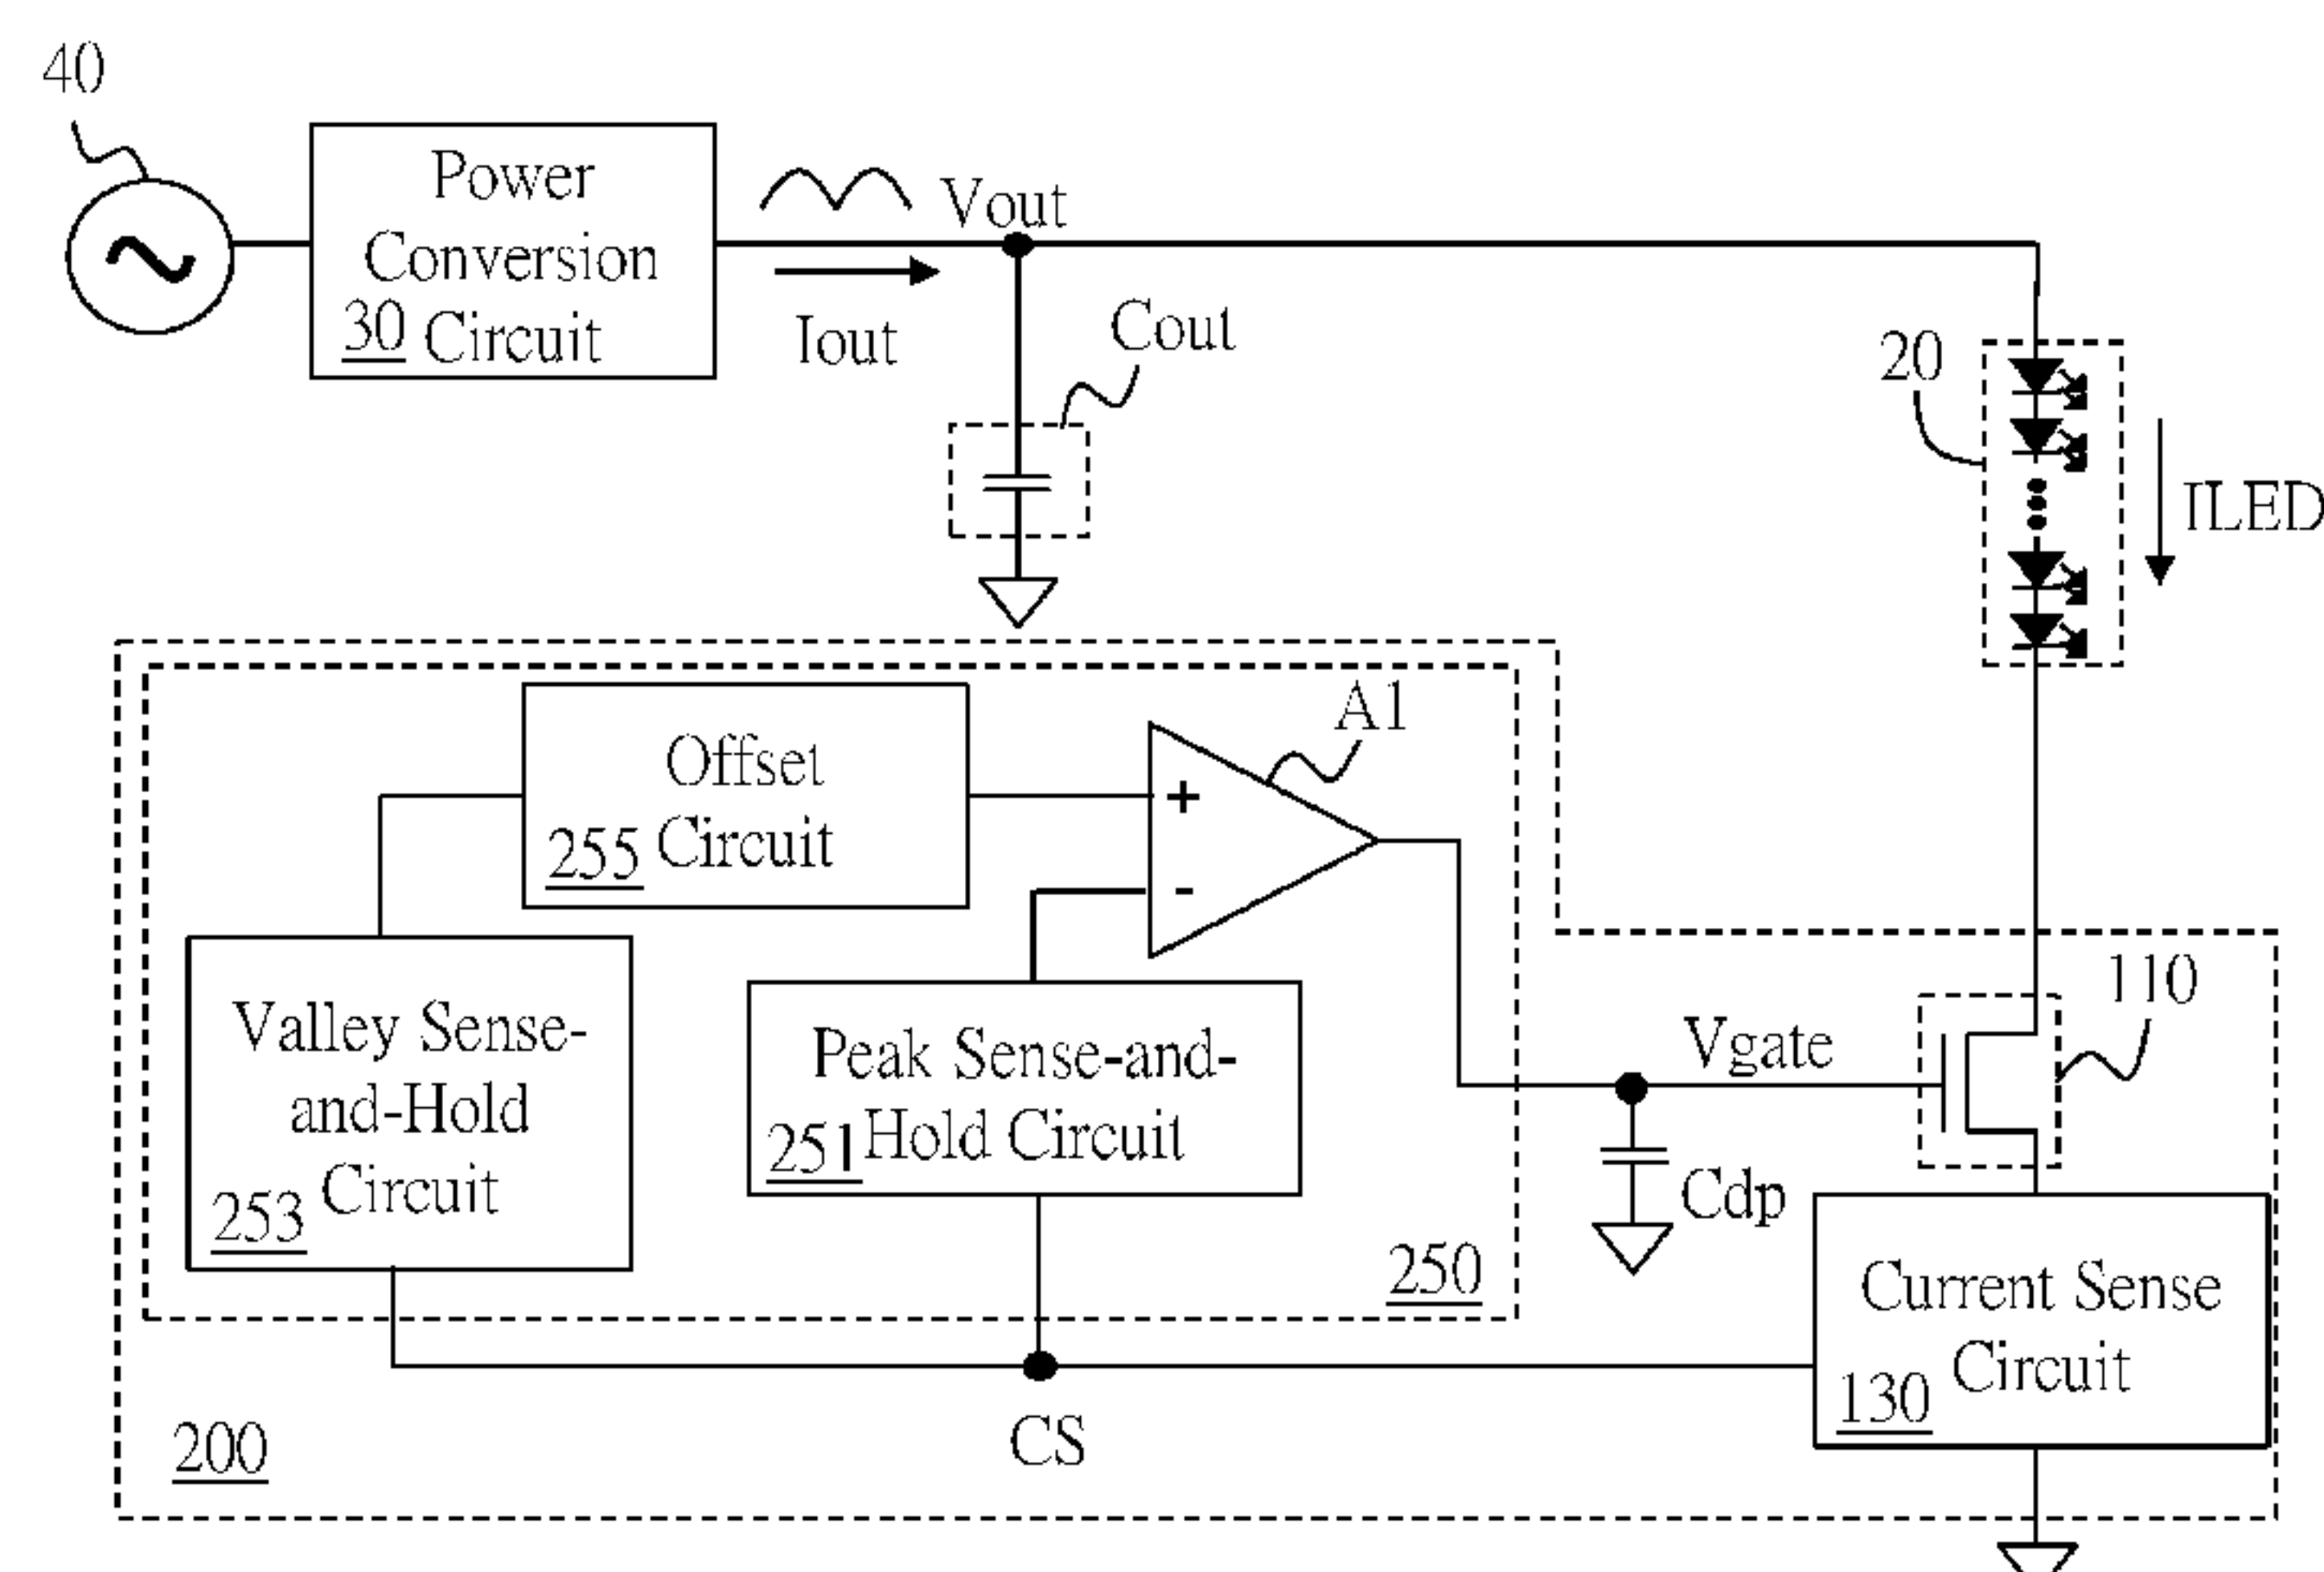 40
Power
Conversion
30 Circuit
Vout
Iout
Cout
20
ILED
A1
Offset
255 Circuit
+
-
Valley Sense-
and-Hold
253 Circuit
Peak Sense-and-
251 Hold Circuit
250
Vgate
110
Cdp
Current Sense
130 Circuit
CS
200